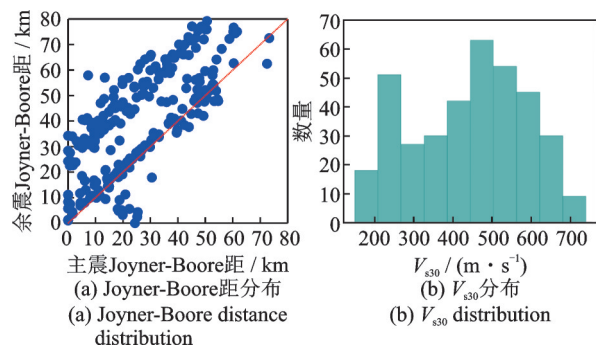 80
70
60
50
40
30
20
10
0
余震Joyner-Boore距 / km
0 10 20 30 40 50 60 70 80
主震Joyner-Boore距 / km
(a) Joyner-Boore距分布
(a) Joyner-Boore distance
distribution
70
60
50
40
30
20
10
0
数量
200 300 400 500 600 700
Vs30 / (m · s⁻¹)
(b) Vs30分布
(b) Vs30 distribution